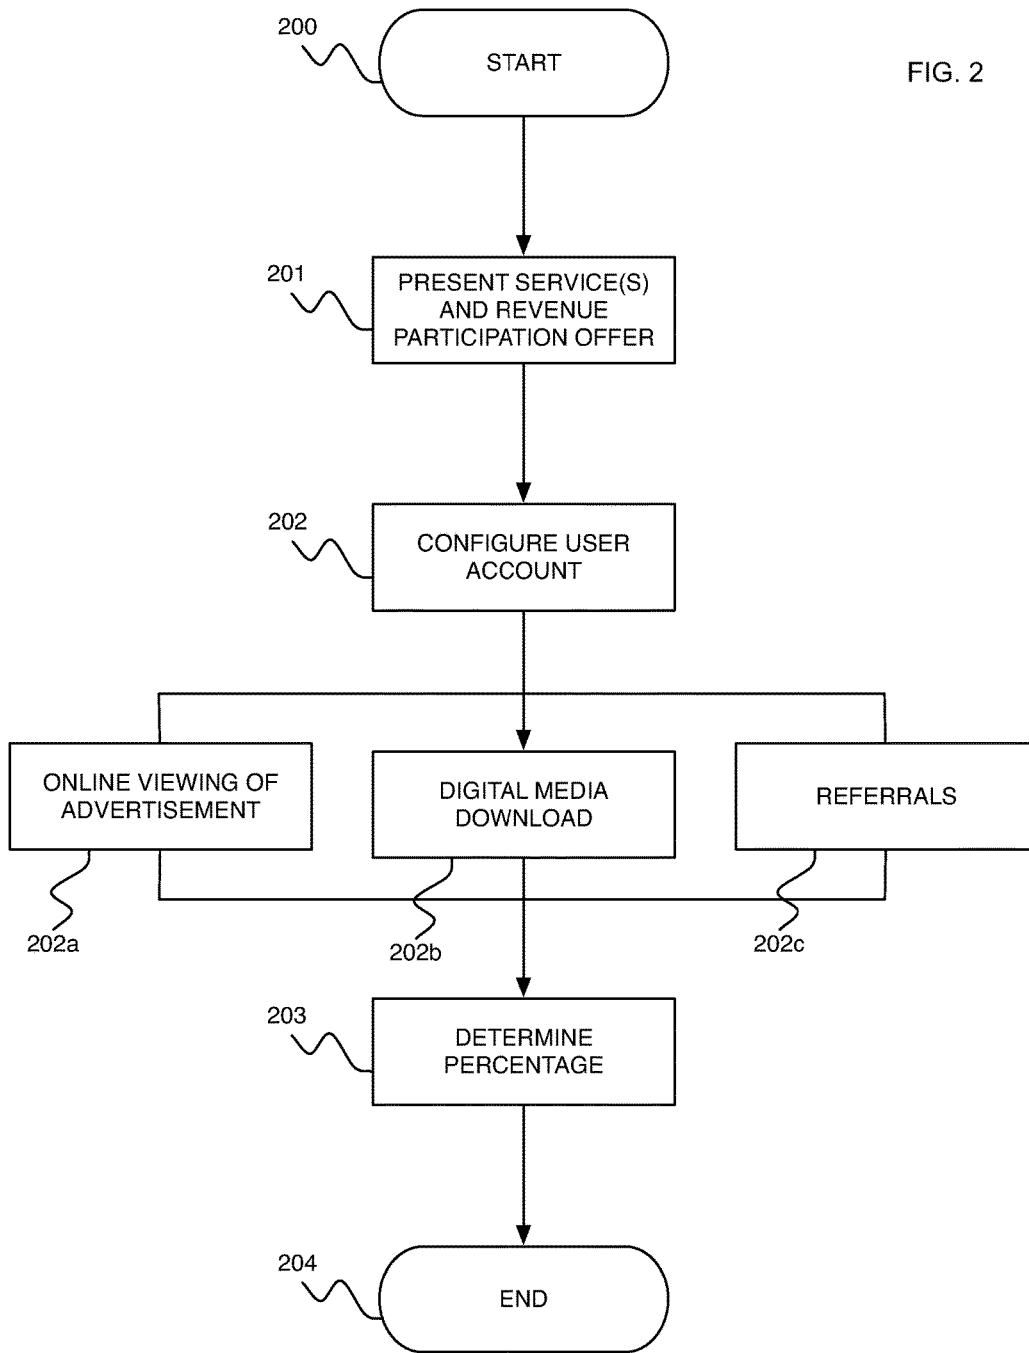 200
START
FIG. 2
201
PRESENT SERVICE(S)
AND REVENUE
PARTICIPATION OFFER
202
CONFIGURE USER
ACCOUNT
ONLINE VIEWING OF
ADVERTISEMENT
DIGITAL MEDIA
DOWNLOAD
REFERRALS
202a
202b
202c
203
DETERMINE
PERCENTAGE
204
END